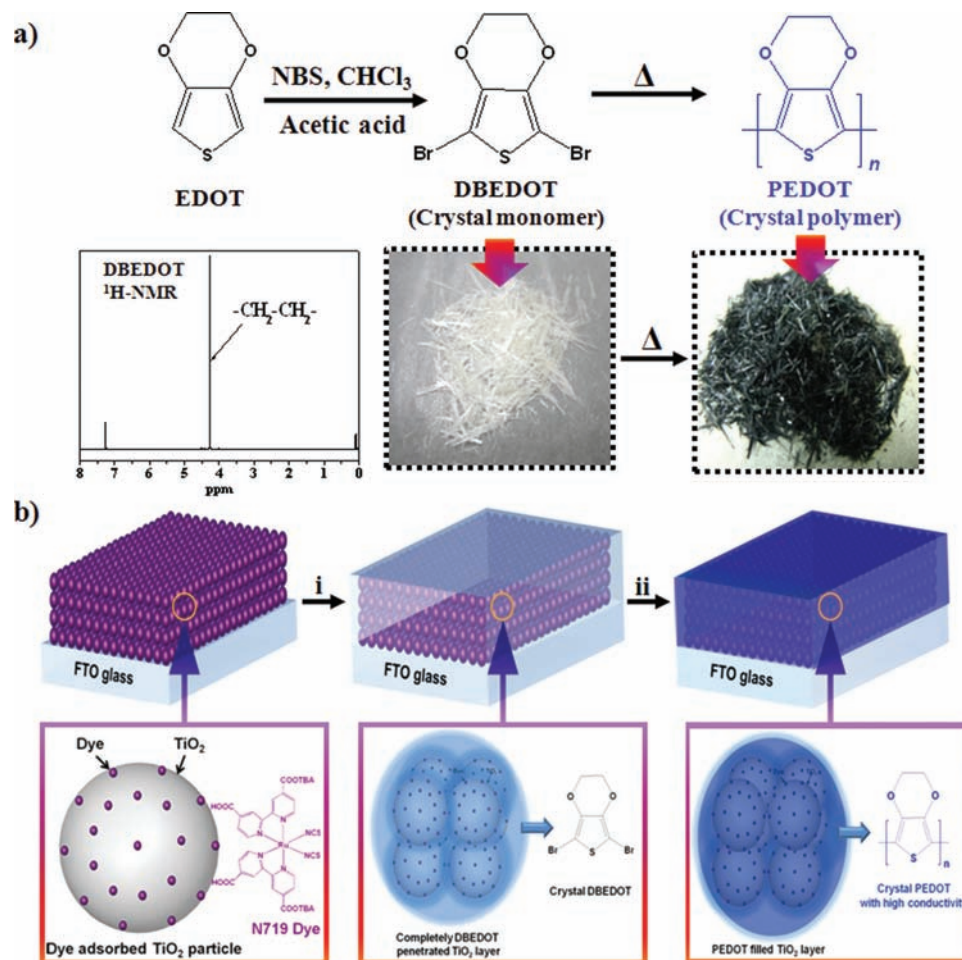 a)
O O
S
EDOT
NBS, CHCl₃
Acetic acid
O O
Br S Br
DBEDOT
(Crystal monomer)
Δ
O O
S n
PEDOT
(Crystal polymer)
DBEDOT
¹H-NMR
-CH₂-CH₂-
8 7 6 5 4 3 2 1 0
ppm
Δ
b)
i
ii
FTO glass
FTO glass
FTO glass
Dye TiO₂
COOTBA
HOOC
N
N
NCS
Ru
NCS
N
HOOC
N
COOTBA
N719 Dye
Dye adsorbed TiO₂ particle
O O
Br S Br
Crystal DBEDOT
Completely DBEDOT
penetrated TiO₂ layer
O O
S n
Crystal PEDOT
with high conductivit
PEDOT filled TiO₂ layer